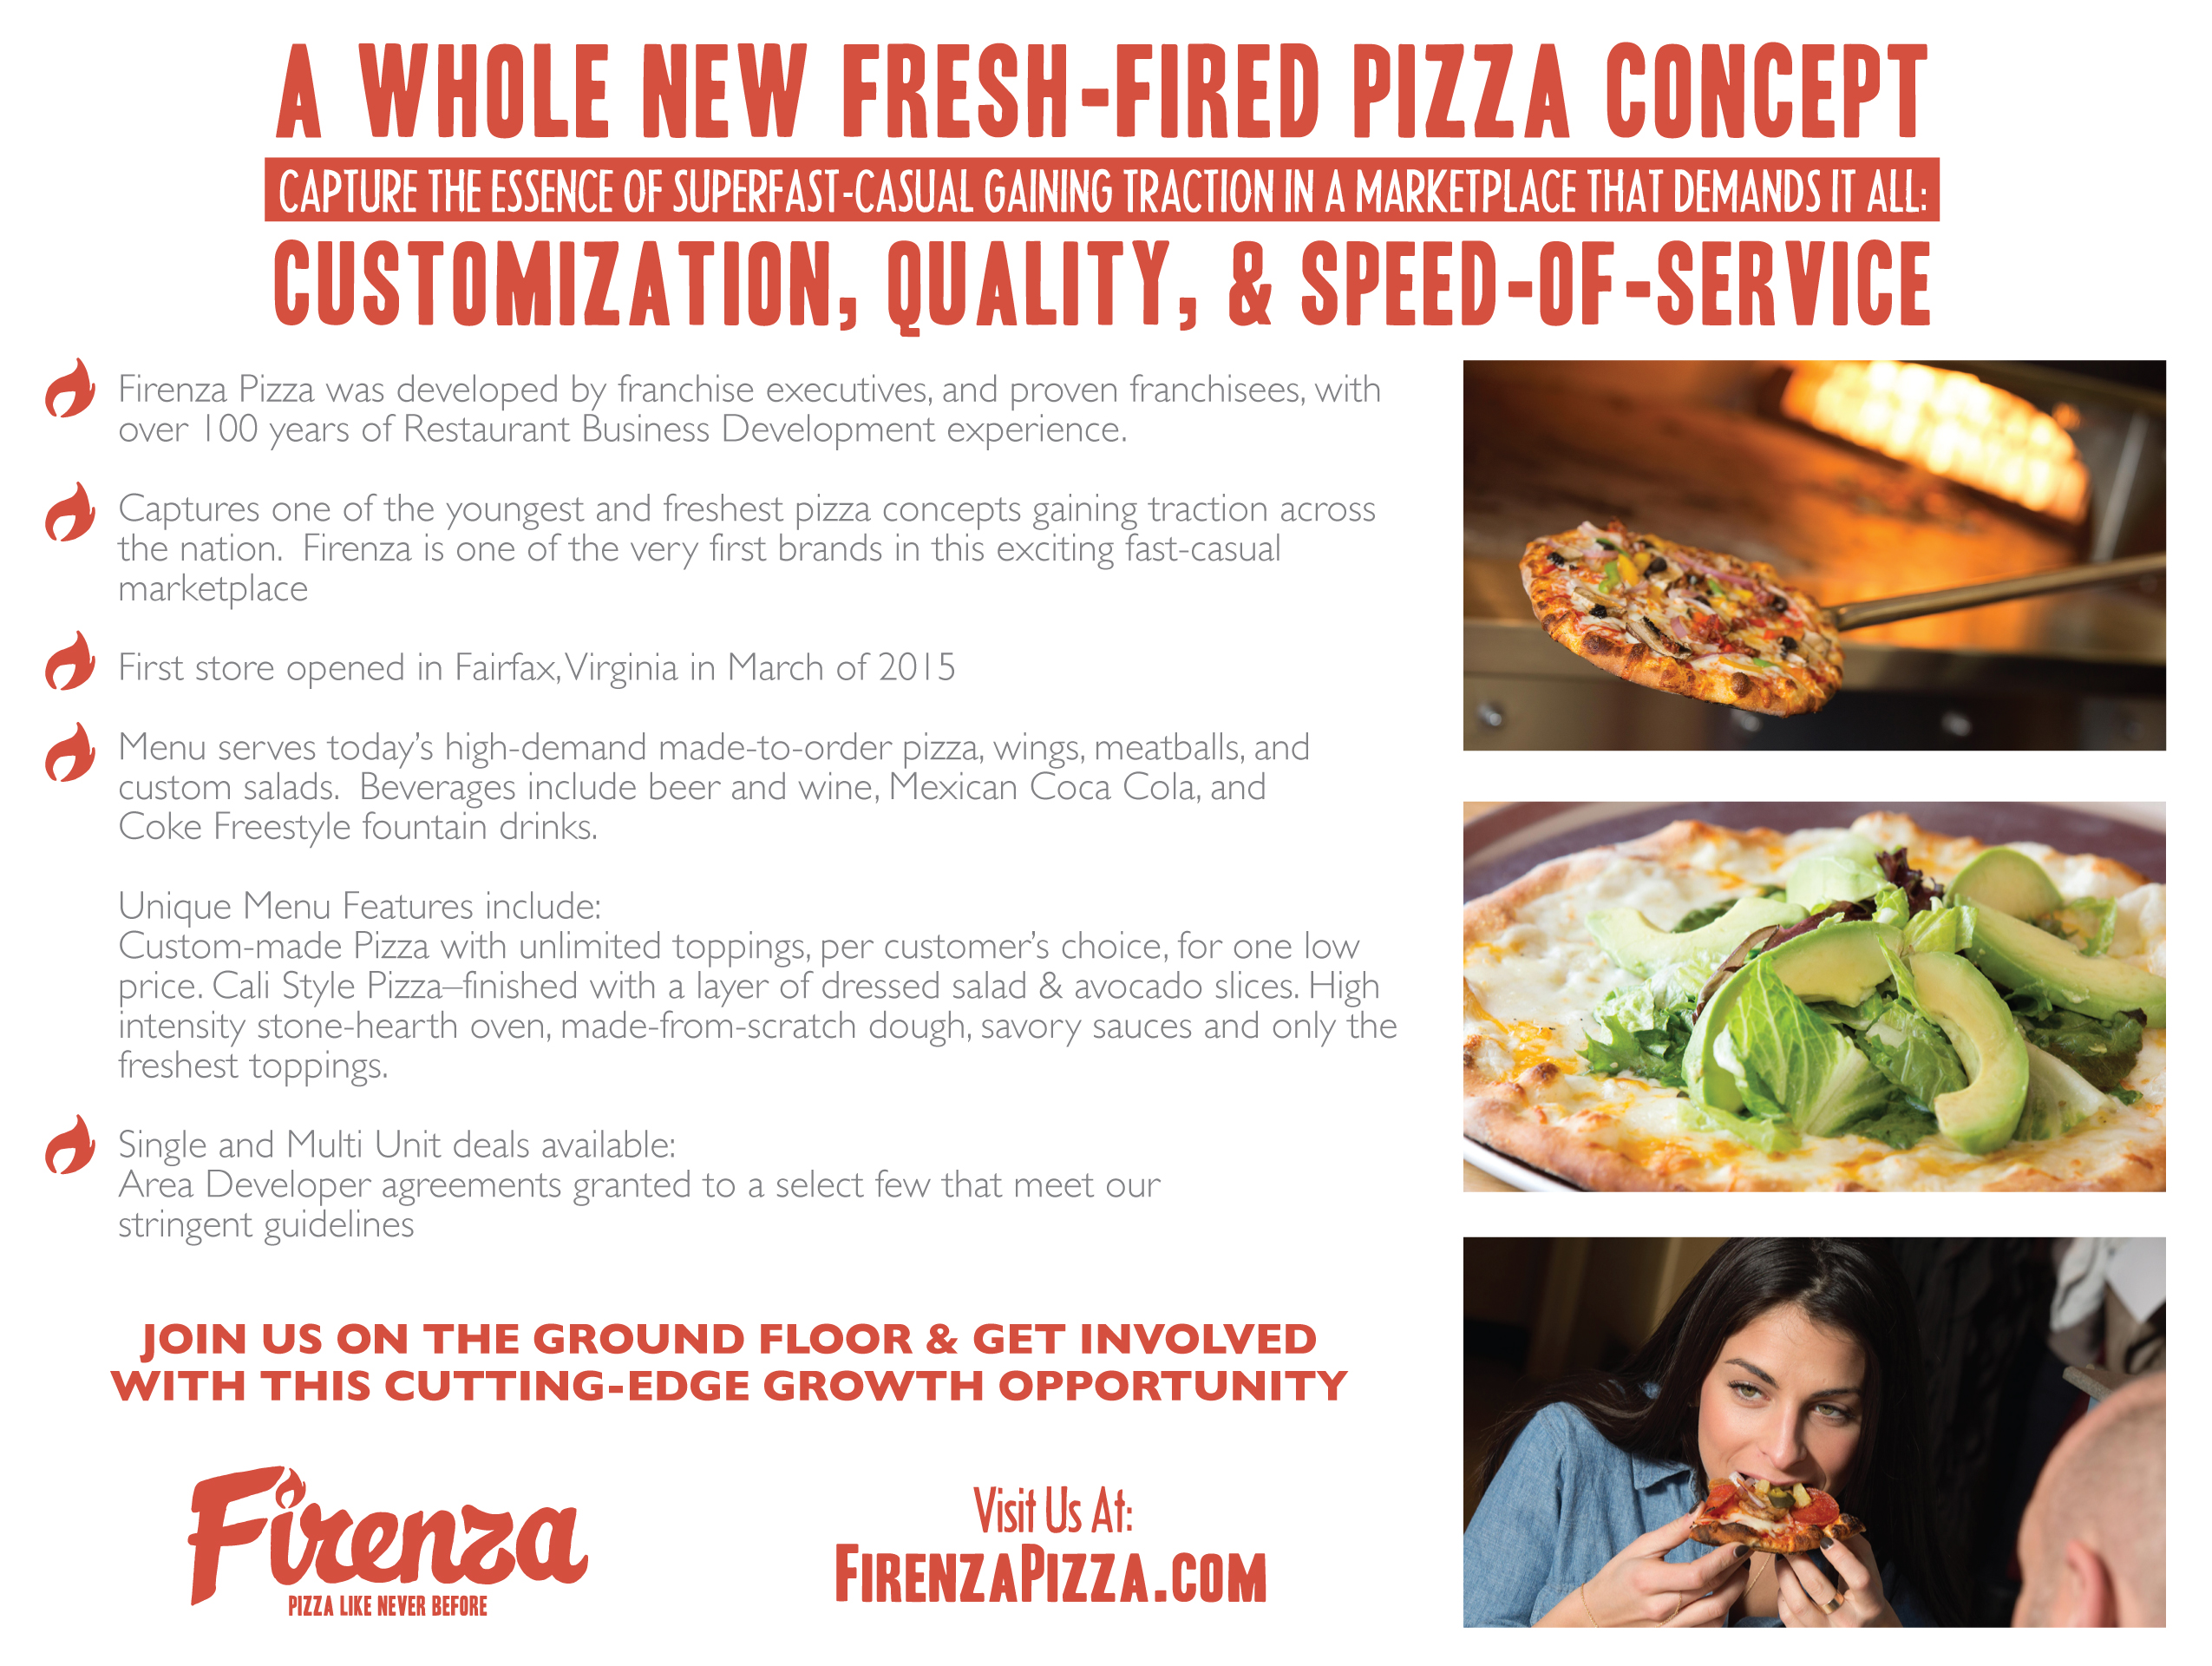 A WHOLE NEW FRESH-FIRED PIZZA CONCEPT
CAPTURE THE ESSENCE OF SUPERFAST-CASUAL GAINING TRACTION IN A MARKETPLACE THAT DEMANDS IT ALL:
CUSTOMIZATION, QUALITY, & SPEED-OF-SERVICE
Firenza Pizza was developed by franchise executives, and proven franchisees, with
over 100 years of Restaurant Business Development experience.
Captures one of the youngest and freshest pizza concepts gaining traction across
the nation. Firenza is one of the very first brands in this exciting fast-casual
marketplace
First store opened in Fairfax, Virginia in March of 2015
Menu serves today's high-demand made-to-order pizza, wings, meatballs, and
custom salads. Beverages include beer and wine, Mexican Coca Cola, and
Coke Freestyle fountain drinks.
Unique Menu Features include:
Custom-made Pizza with unlimited toppings, per customer's choice, for one low
price. Cali Style Pizza–finished with a layer of dressed salad & avocado slices. High
intensity stone-hearth oven, made-from-scratch dough, savory sauces and only the
freshest toppings.
Single and Multi Unit deals available:
Area Developer agreements granted to a select few that meet our
stringent guidelines
JOIN US ON THE GROUND FLOOR & GET INVOLVED
WITH THIS CUTTING-EDGE GROWTH OPPORTUNITY
Firenza
PIZZA LIKE NEVER BEFORE
Visit Us At:
FIRENZAPIZZA.COM